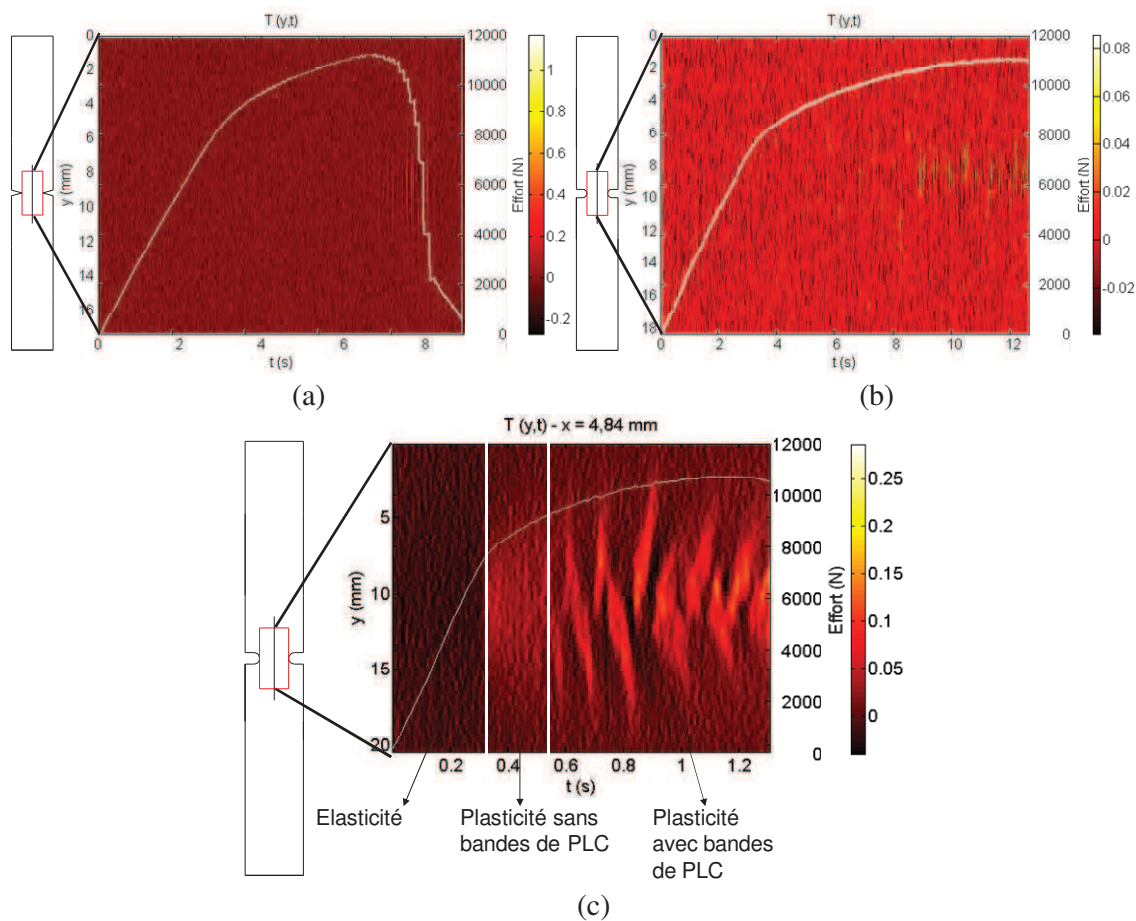 (a)
T (y,t)
0
2
4
6
8
10
12
14
16
y (mm)
0 2 4 6 8
t (s)
12000
10000
8000
6000
4000
2000
0
Effort (N)
1
0.8
0.6
0.4
0.2
0
-0.2
(a)
(b)
T(y,t)
0
2
4
6
8
10
12
14
16
18
y (mm)
0 2 4 6 8 10 12
t (s)
12000
10000
8000
6000
4000
2000
0
Effort (N)
0.08
0.06
0.04
0.02
0
-0.02
(b)
T (y,t) - x = 4,84 mm
5
10
15
20
y (mm)
0.2 0.4 0.6 0.8 1 1.2
t (s)
12000
10000
8000
6000
4000
2000
0
Effort (N)
0.25
0.2
0.15
0.1
0.05
0
Elasticité
Plasticité sans
bandes de PLC
Plasticité
avec bandes
de PLC
(c)